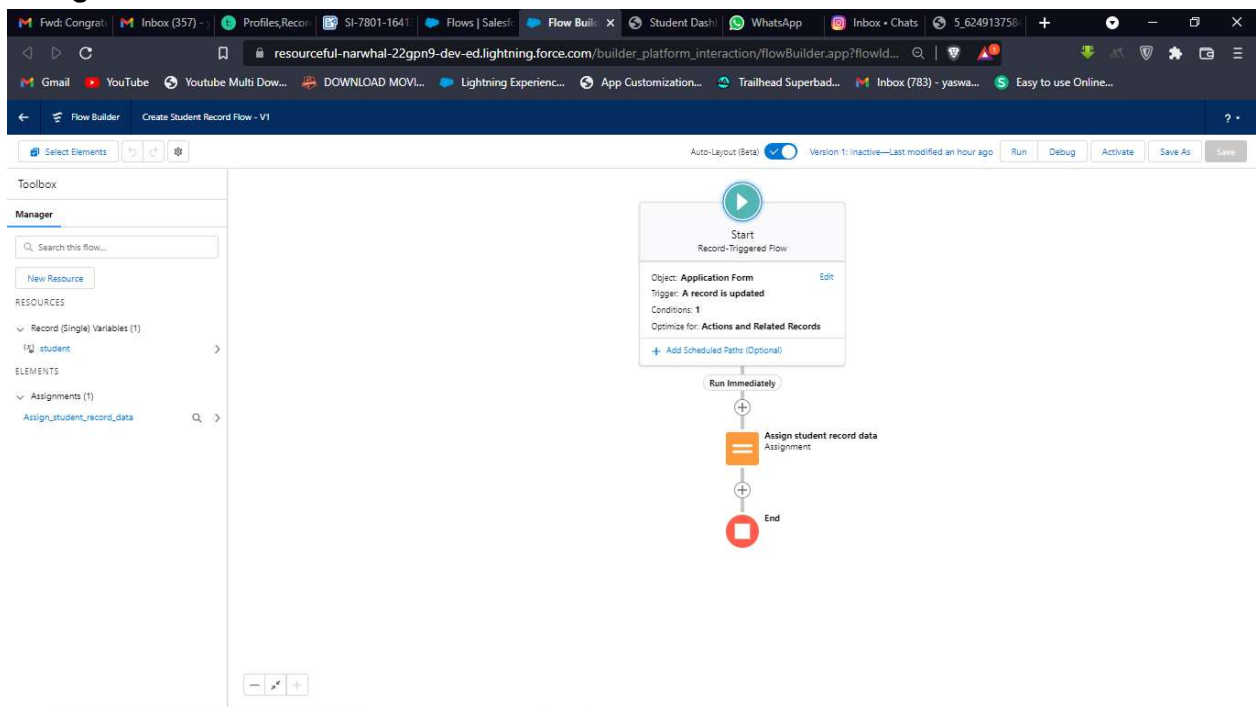 Fwd: Congratu
Inbox (357) -
Profiles,Recor
SI-7801-1641
Flows | Salesfo
Flow Buil
Student Dash
WhatsApp
Inbox • Chats
5_624913758
resourceful-narwhal-22gpn9-dev-ed.lightning.force.com/builder_platform_interaction/flowBuilder.app?flowId...
Gmail
YouTube
Youtube Multi Dow...
DOWNLOAD MOVI...
Lightning Experienc...
App Customization...
Trailhead Superbad...
Inbox (783) - yaswa...
Easy to use Online...
Flow Builder
Create Student Record Flow - V1
?
Select Elements
Auto-Layout (Beta)
Version 1: Inactive—Last modified an hour ago
Run
Debug
Activate
Save As
Save
Toolbox
Manager
Search this flow...
New Resource
RESOURCES
Record (Single) Variables (1)
student
ELEMENTS
Assignments (1)
Assign_student_record_data
Start
Record-Triggered Flow
Object: Application Form
Edit
Trigger: A record is updated
Conditions: 1
Optimize for: Actions and Related Records
+ Add Scheduled Paths (Optional)
Run Immediately
Assign student record data
Assignment
End